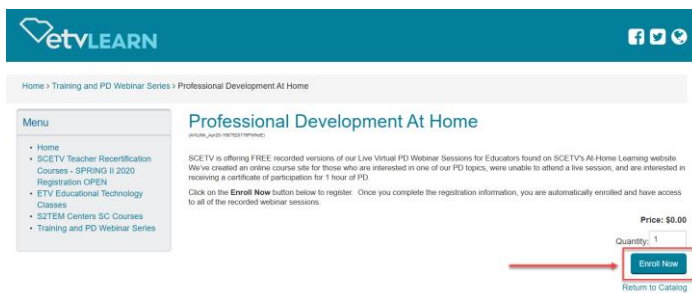 etvLEARN
Home > Training and PD Webinar Series > Professional Development At Home
Menu
• Home
• SCETV Teacher Recertification
Courses - SPRING II 2020
Registration OPEN
• ETV Educational Technology
Classes
• S2TEM Centers SC Courses
• Training and PD Webinar Series
Professional Development At Home
SCETV is offering FREE recorded versions of our Live Virtual PD Webinar Sessions for Educators found on SCETV's At-Home Learning website
We've created an online course site for those who are interested in one of our PD topics, were unable to attend a live session, and are interested in
receiving a certificate of participation for 1 hour of PD.
Click on the Enroll Now button below to register. Once you complete the registration information, you are automatically enrolled and have access
to all of the recorded webinar sessions.
Price: $0.00
Quantity: 1
Enroll Now
Return to Catalog